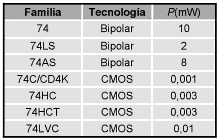 Familia Tecnología P(mW)
74 Bipolar 10
74LS Bipolar 2
74AS Bipolar 8
74C/CD4K CMOS 0,001
74HC CMOS 0,003
74HCT CMOS 0,003
74LVC CMOS 0,01